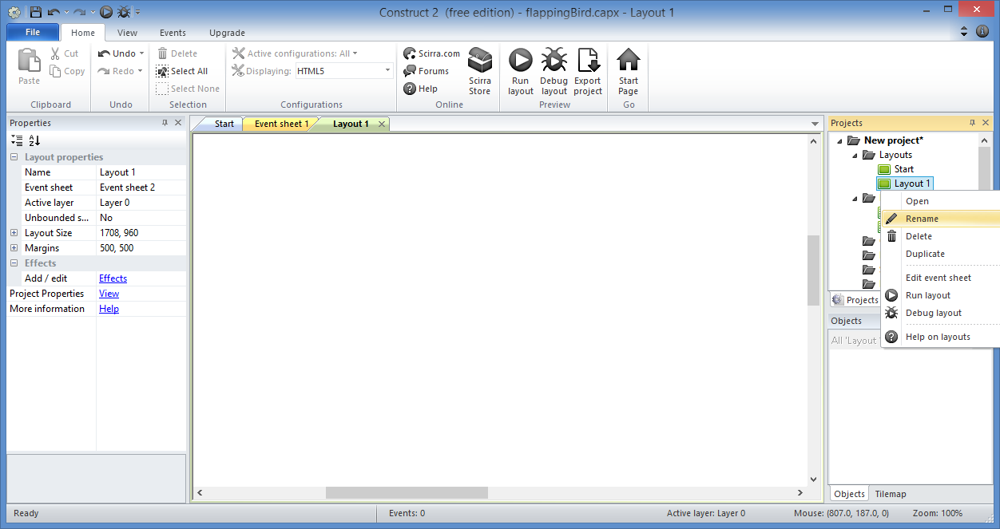 Construct 2 (free edition) - flappingBird.capx - Layout 1
File Home View Events Upgrade
Paste
Cut
Copy
Clipboard
Undo
Redo
Undo
Delete
Select All
Select None
Selection
Active configurations: All
Displaying: HTML5
Configurations
Scirra.com
Forums
Help
Scirra
Store
Online
Run
layout
Debug
layout
Export
project
Preview
Start
Page
Go
Properties
Layout properties
Name Layout 1
Event sheet Event sheet 2
Active layer Layer 0
Unbounded s... No
Layout Size 1708, 960
Margins 500, 500
Effects
Add / edit Effects
Project Properties View
More information Help
Start Event sheet 1 Layout 1
Projects
New project*
Layouts
Start
Layout 1
Open
Rename
Delete
Duplicate
Edit event sheet
Run layout
Debug layout
Help on layouts
Projects
Objects
All 'Layout
Objects Tilemap
Ready Events: 0 Active layer: Layer 0 Mouse: (807.0, 187.0, 0) Zoom: 100%